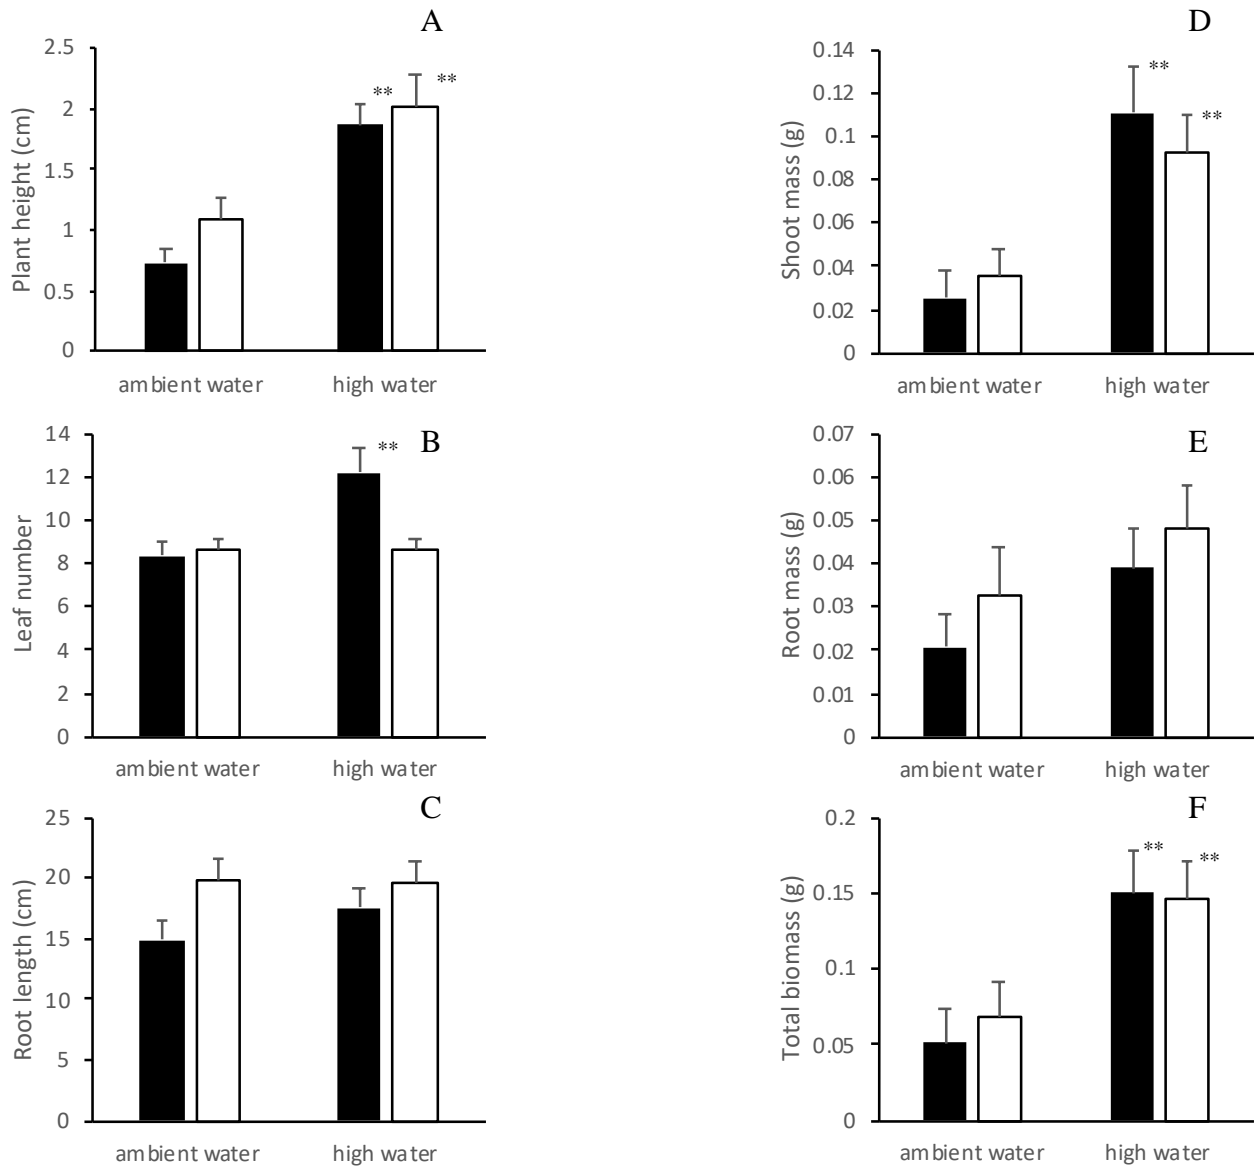 A
Plant height (cm)
2.5
2
1.5
1
0.5
0
**
**
ambient water
high water
D
Shoot mass (g)
0.14
0.12
0.1
0.08
0.06
0.04
0.02
0
**
**
ambient water
high water
B
Leaf number
14
12
10
8
6
4
2
0
**
ambient water
high water
E
Root mass (g)
0.07
0.06
0.05
0.04
0.03
0.02
0.01
0
ambient water
high water
C
Root length (cm)
25
20
15
10
5
0
ambient water
high water
F
Total biomass (g)
0.2
0.15
0.1
0.05
0
**
**
ambient water
high water